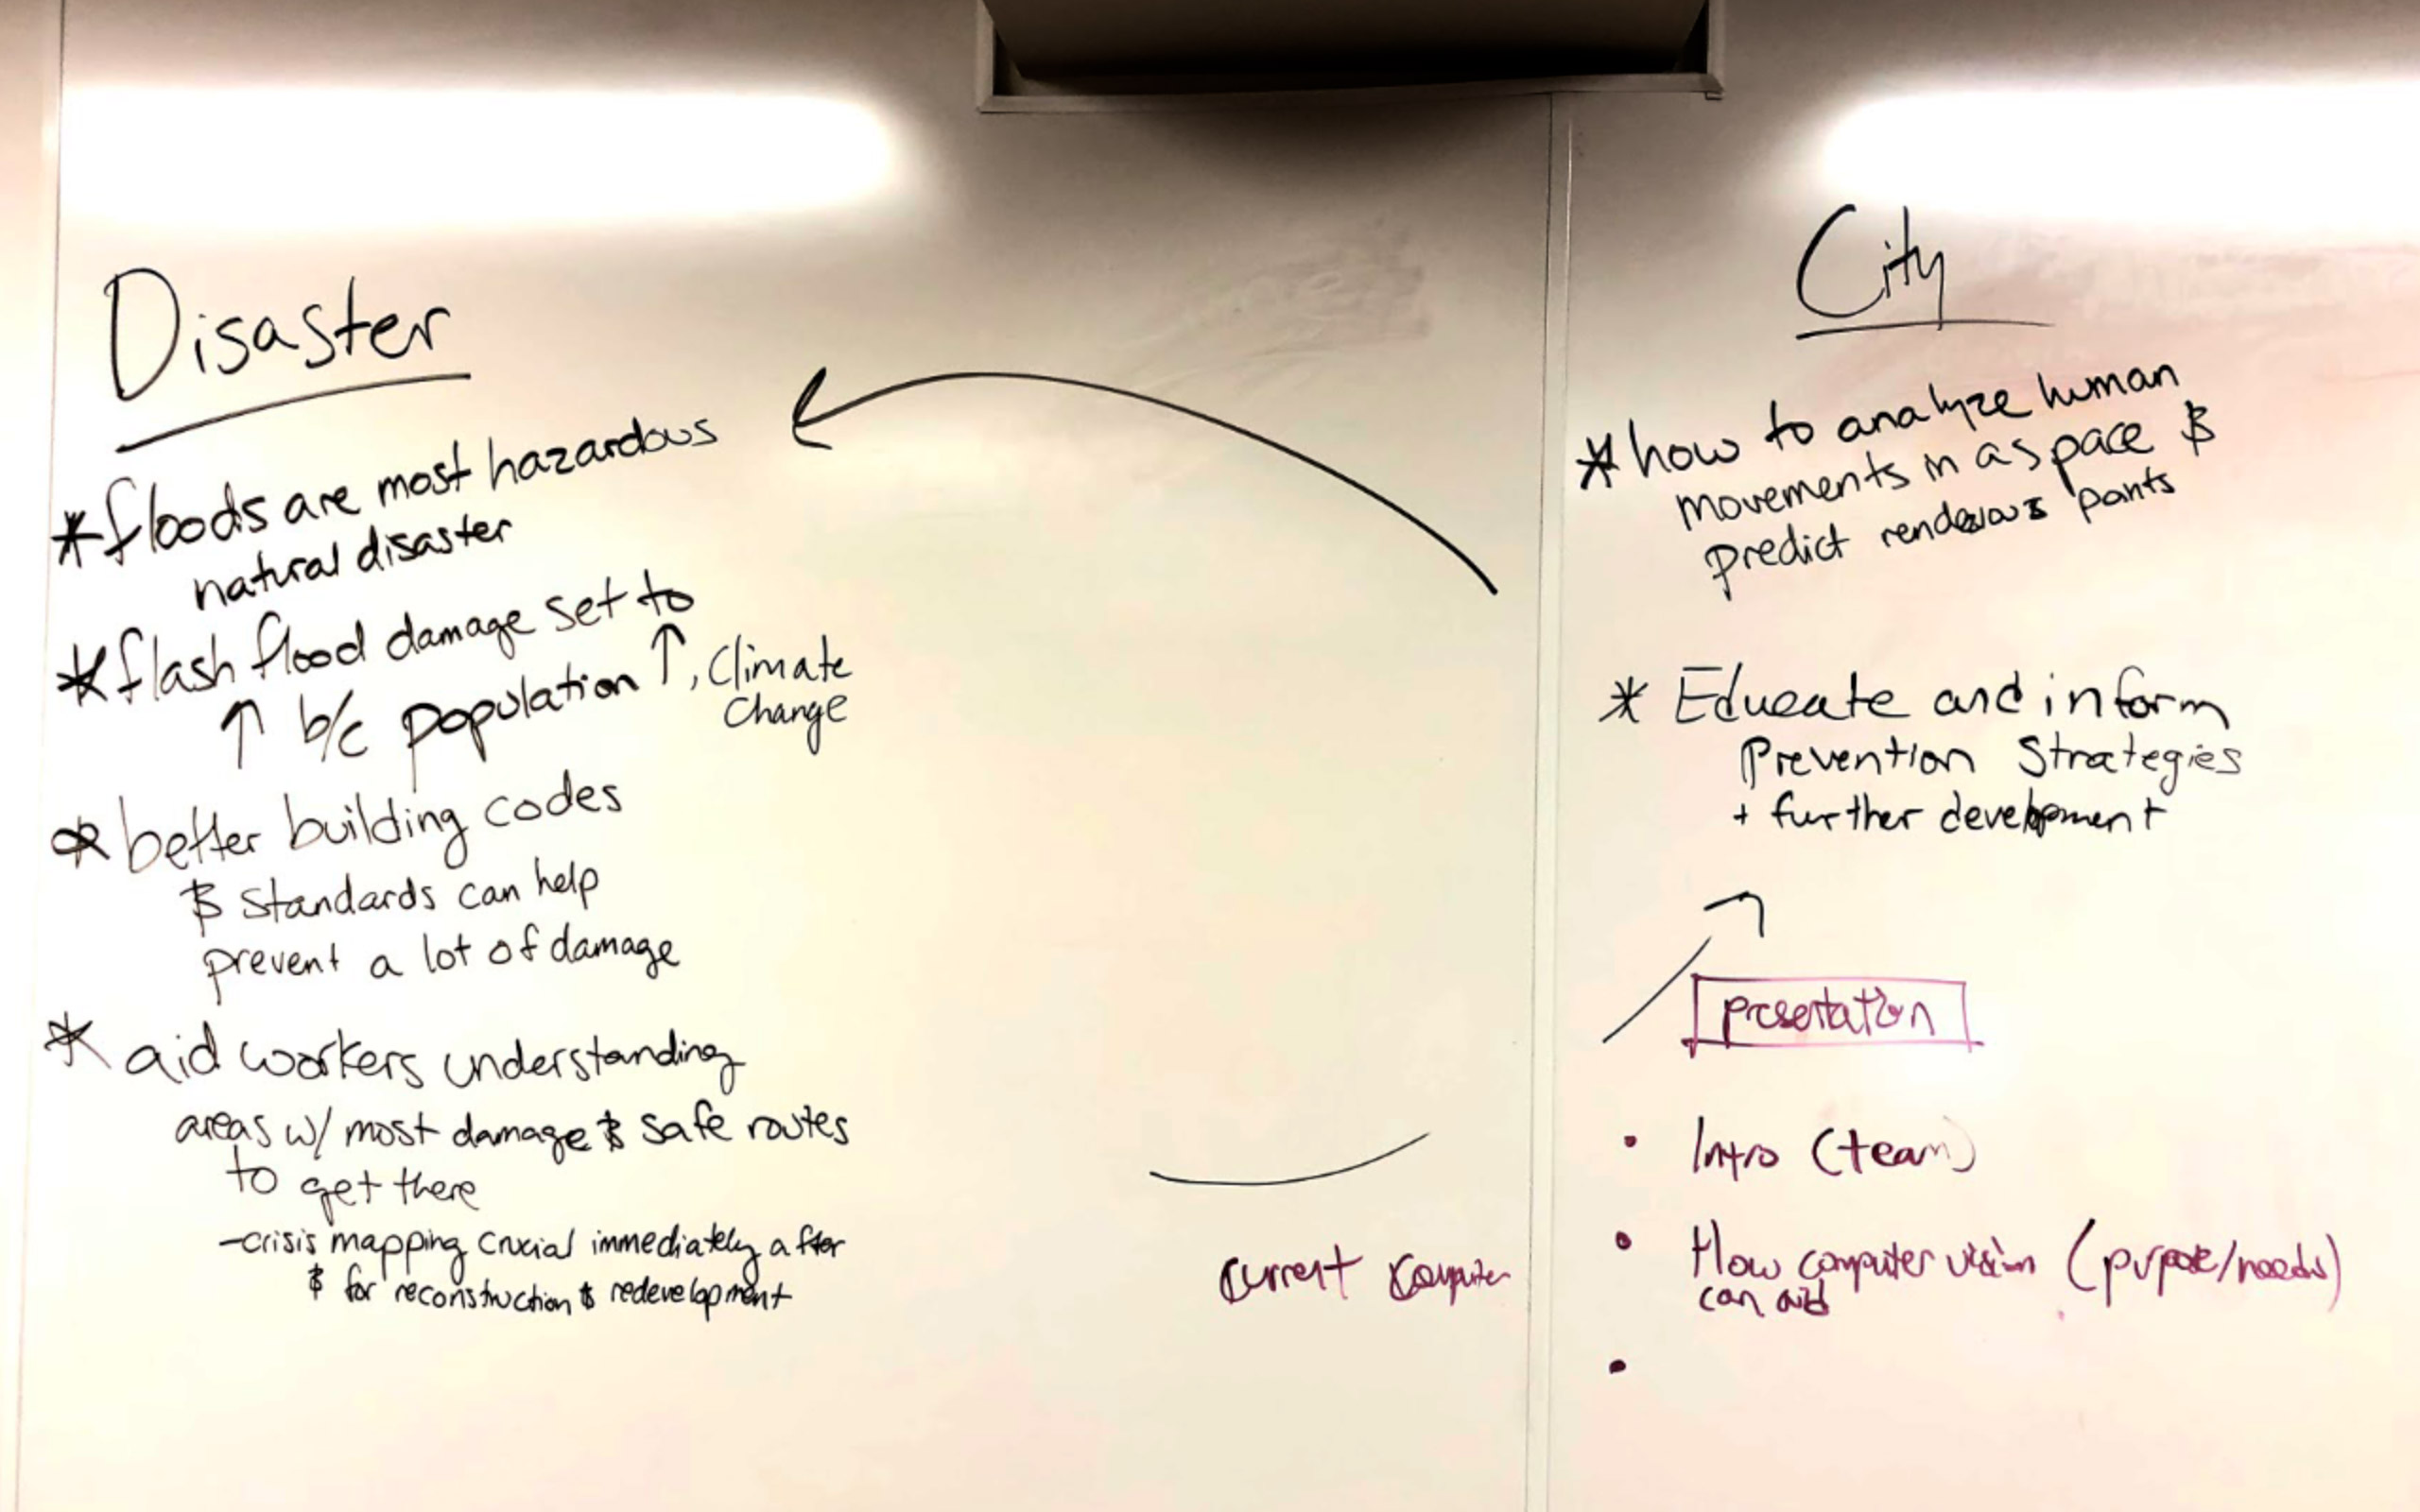 Disaster
*floods are most hazardous
natural disaster
*flash flood damage set to
↑ b/c population ↑, Climate
Change
* better building codes
& standards can help
prevent a lot of damage
* aid workers understanding
areas w/ most damage & safe routes
to get there
-crisis mapping crucial immediately after
& for reconstruction & redevelopment
current computer
City
*how to analyze human
movements in a space &
predict points
* Educate and inform
Prevention Strategies
+ further development
presentation
• Intro (team)
• How computer vision (purpose/needs)
can aid
•